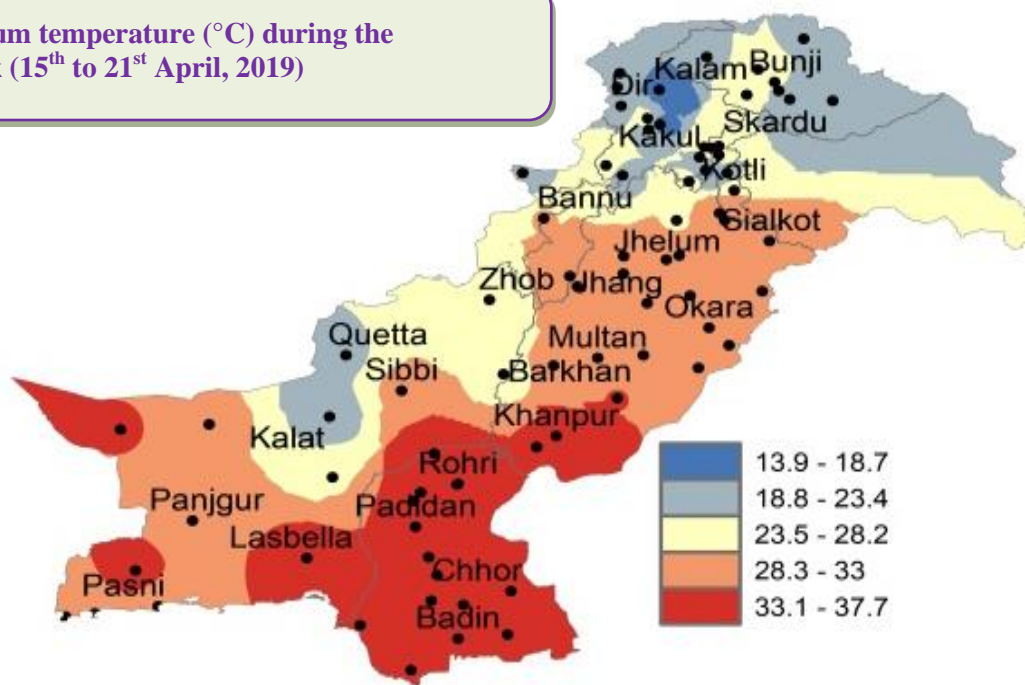 um temperature (°C) during the
(15th to 21st April, 2019)
Kalam
Bunji
Dir
Skardu
Kakul
Kotli
Bannu
Sialkot
Jhelum
Zhob
Jhang
Okara
Quetta
Multan
Sibbi
Barkhan
Khanpur
Kalat
Rohri
Panjgur
Padidan
Lasbella
Chhor
Pasni
Badin
13.9 - 18.7
18.8 - 23.4
23.5 - 28.2
28.3 - 33
33.1 - 37.7